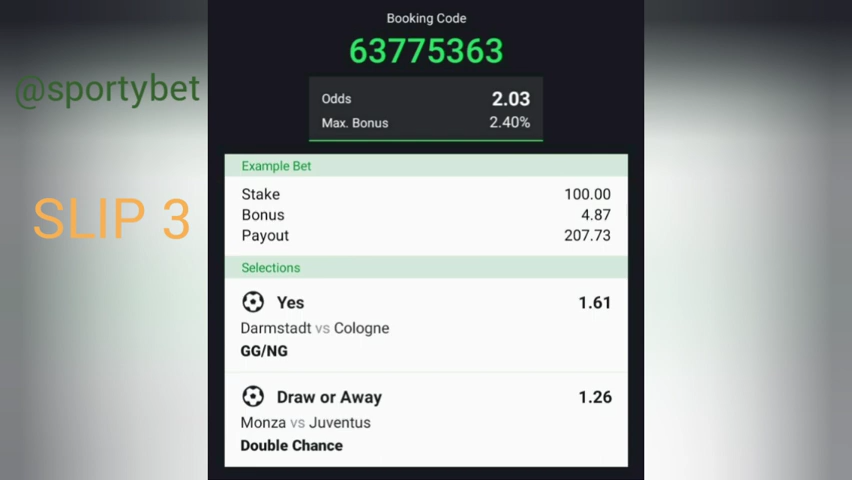 Booking Code
63775363
@sportybet
Odds 2.03
Max. Bonus 2.40%
SLIP 3
Example Bet
Stake 100.00
Bonus 4.87
Payout 207.73
Selections
Yes 1.61
Darmstadt vs Cologne
GG/NG
Draw or Away 1.26
Monza vs Juventus
Double Chance